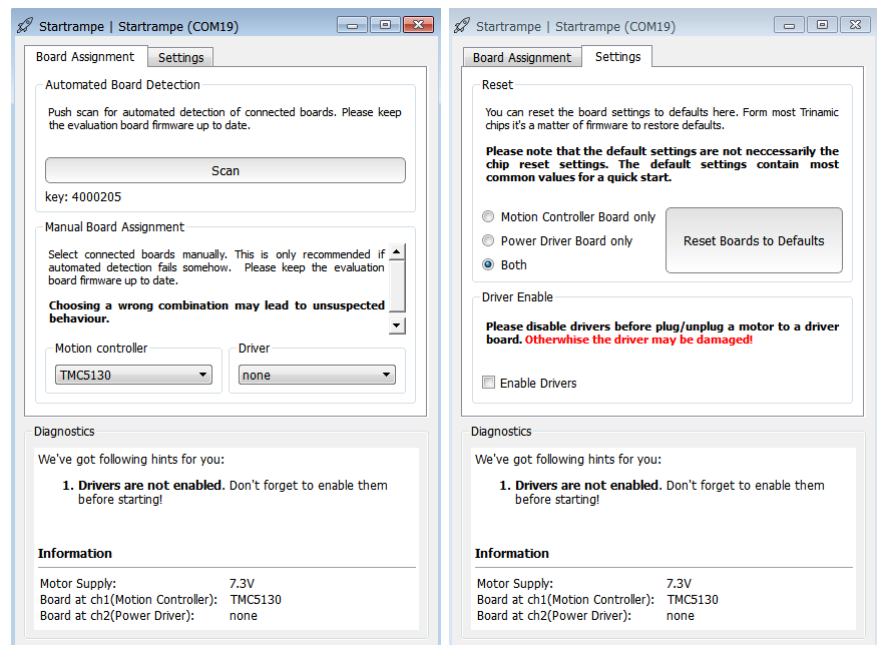 Startrampe | Startrampe (COM19)
Board Assignment
Settings
Automated Board Detection
Push scan for automated detection of connected boards. Please keep
the evaluation board firmware up to date.
Scan
key: 4000205
Manual Board Assignment
Select connected boards manually. This is only recommended if
automated detection fails somehow. Please keep the evaluation
board firmware up to date.
Choosing a wrong combination may lead to unsuspected
behaviour.
Motion controller
Driver
TMC5130
none
Diagnostics
We've got following hints for you:
1. Drivers are not enabled. Don't forget to enable them
before starting!
Information
Motor Supply: 7.3V
Board at ch1(Motion Controller): TMC5130
Board at ch2(Power Driver): none
Startrampe | Startrampe (COM19)
Board Assignment
Settings
Reset
You can reset the board settings to defaults here. Form most Trinamic
chips it's a matter of firmware to restore defaults.
Please note that the default settings are not neccessarily the
chip reset settings. The default settings contain most
common values for a quick start.
Motion Controller Board only
Power Driver Board only
Both
Reset Boards to Defaults
Driver Enable
Please disable drivers before plug/unplug a motor to a driver
board. Otherwhise the driver may be damaged!
Enable Drivers
Diagnostics
We've got following hints for you:
1. Drivers are not enabled. Don't forget to enable them
before starting!
Information
Motor Supply: 7.3V
Board at ch1(Motion Controller): TMC5130
Board at ch2(Power Driver): none